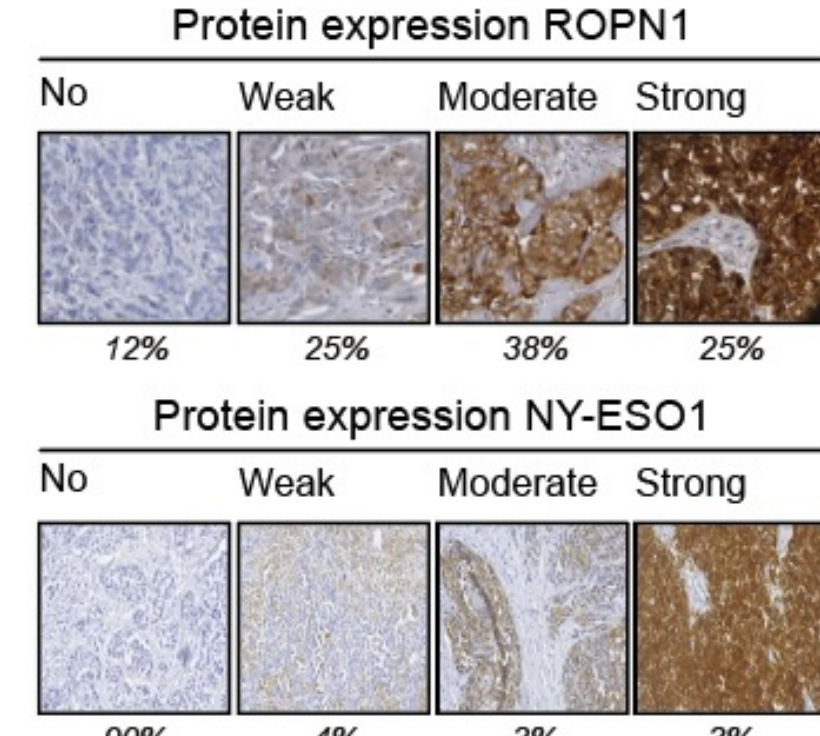 Protein expression ROPN1
No Weak Moderate Strong
12% 25% 38% 25%
Protein expression NY-ESO1
No Weak Moderate Strong